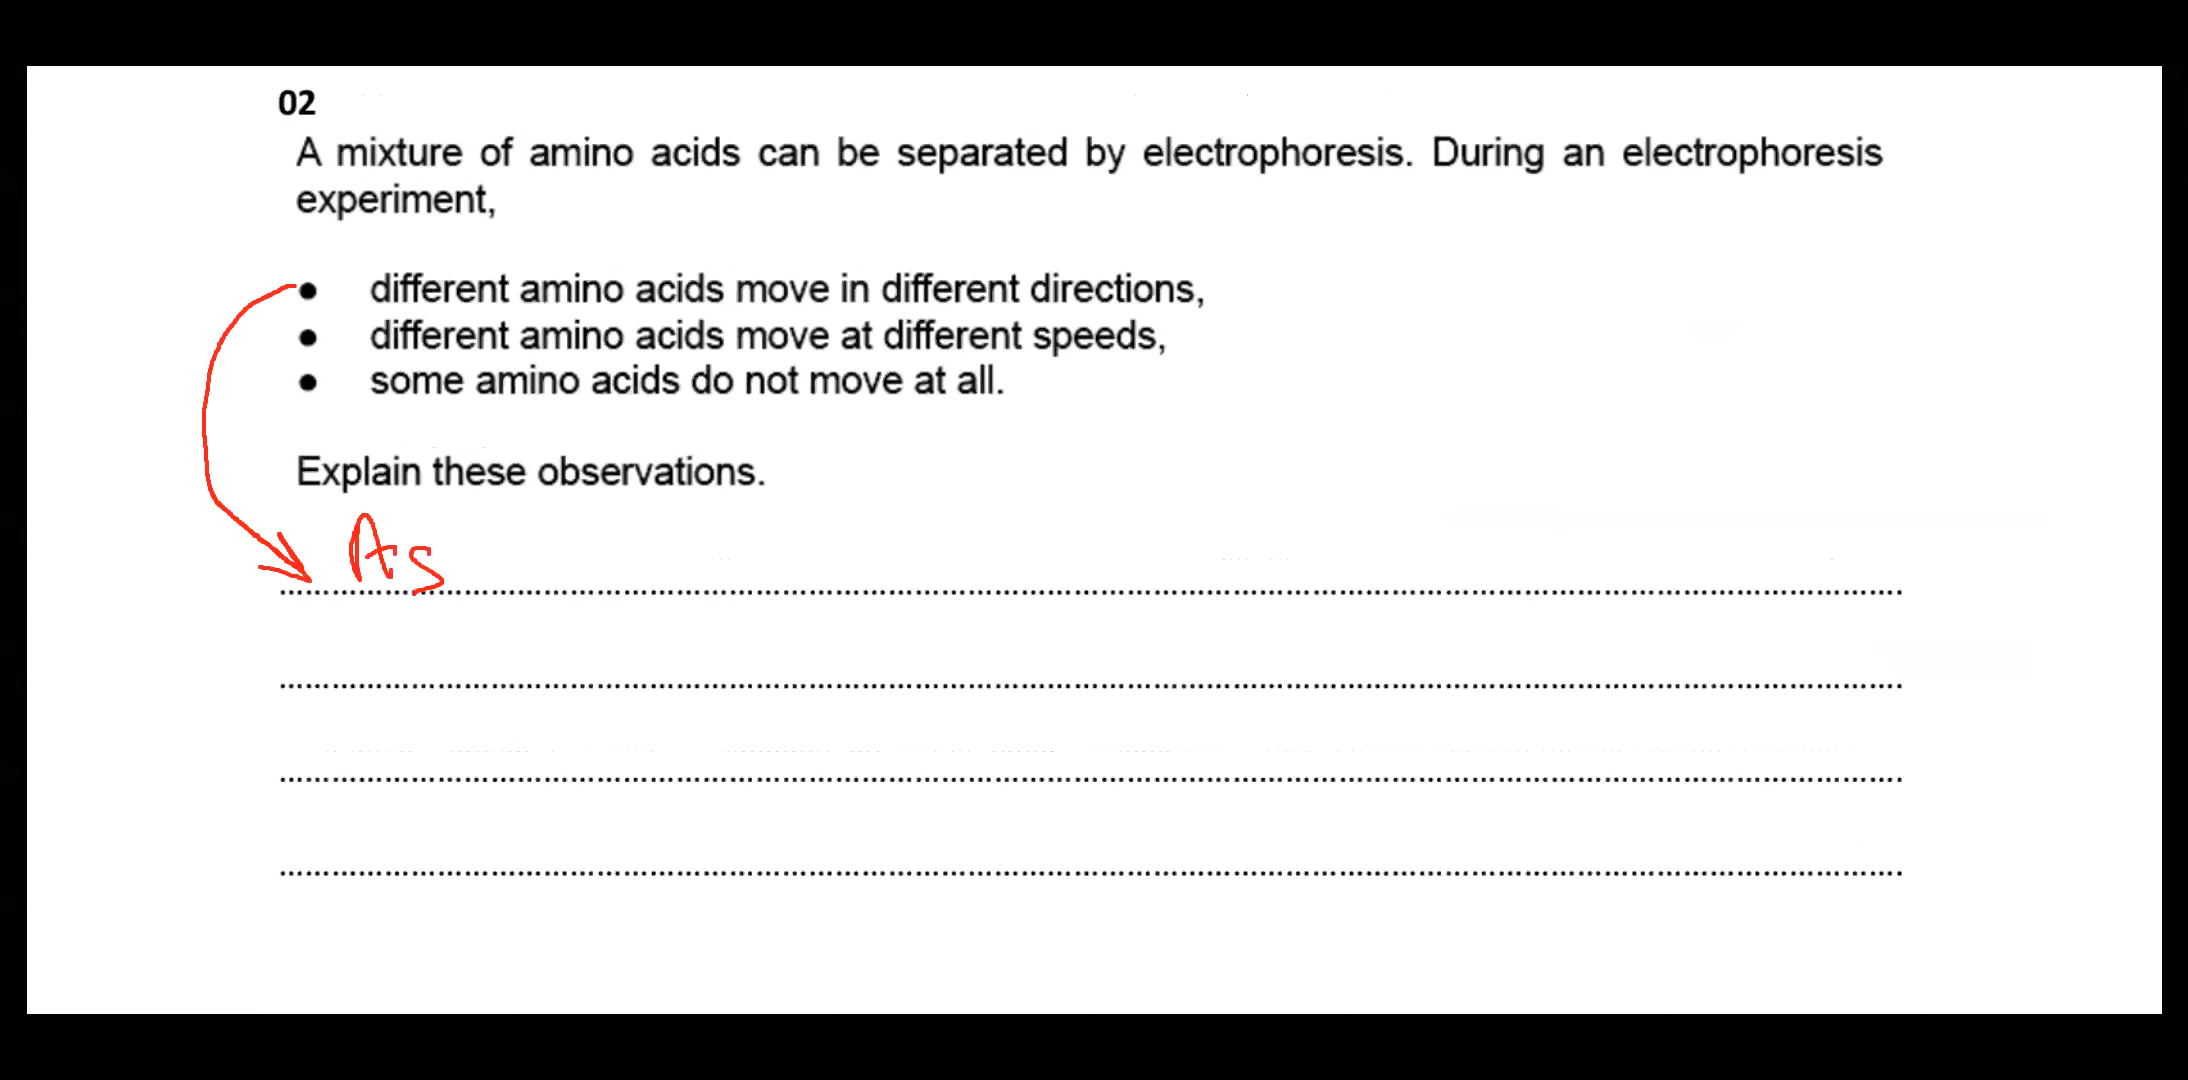 02
A mixture of amino acids can be separated by electrophoresis. During an electrophoresis
experiment,
• different amino acids move in different directions,
• different amino acids move at different speeds,
• some amino acids do not move at all.
Explain these observations.
As